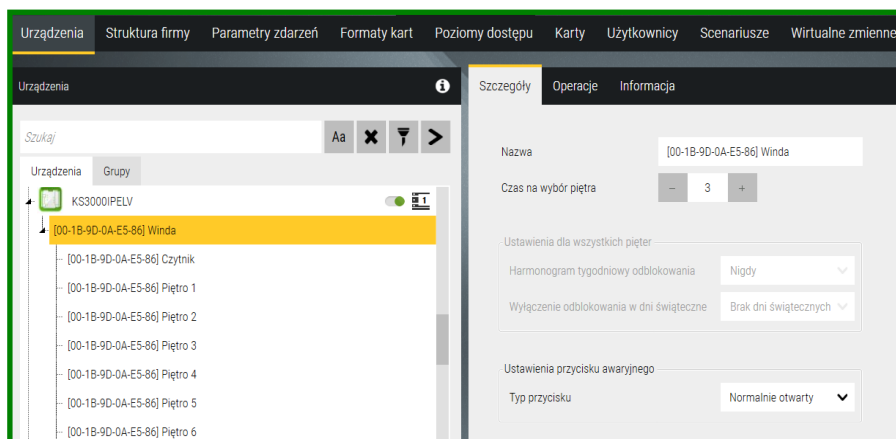 Urządzenia Struktura firmy Parametry zdarzeń Formaty kart Poziomy dostępu Karty Użytkownicy Scenariusze Wirtualne zmienne
Urządzenia
Szczegóły Operacje Informacja
Szukaj
Aa
Urządzenia Grupy
KS3000IPELV
1
[00-1B-9D-0A-E5-86] Winda
[00-1B-9D-0A-E5-86] Czytnik
[00-1B-9D-0A-E5-86] Piętro 1
[00-1B-9D-0A-E5-86] Piętro 2
[00-1B-9D-0A-E5-86] Piętro 3
[00-1B-9D-0A-E5-86] Piętro 4
[00-1B-9D-0A-E5-86] Piętro 5
[00-1B-9D-0A-E5-86] Piętro 6
Nazwa [00-1B-9D-0A-E5-86] Winda
Czas na wybór piętra – 3 +
Ustawienia dla wszystkich pięter
Harmonogram tygodniowy odblokowania Nigdy
Wyłączenie odblokowania w dni świąteczne Brak dni świątecznych
Ustawienia przycisku awaryjnego
Typ przycisku Normalnie otwarty